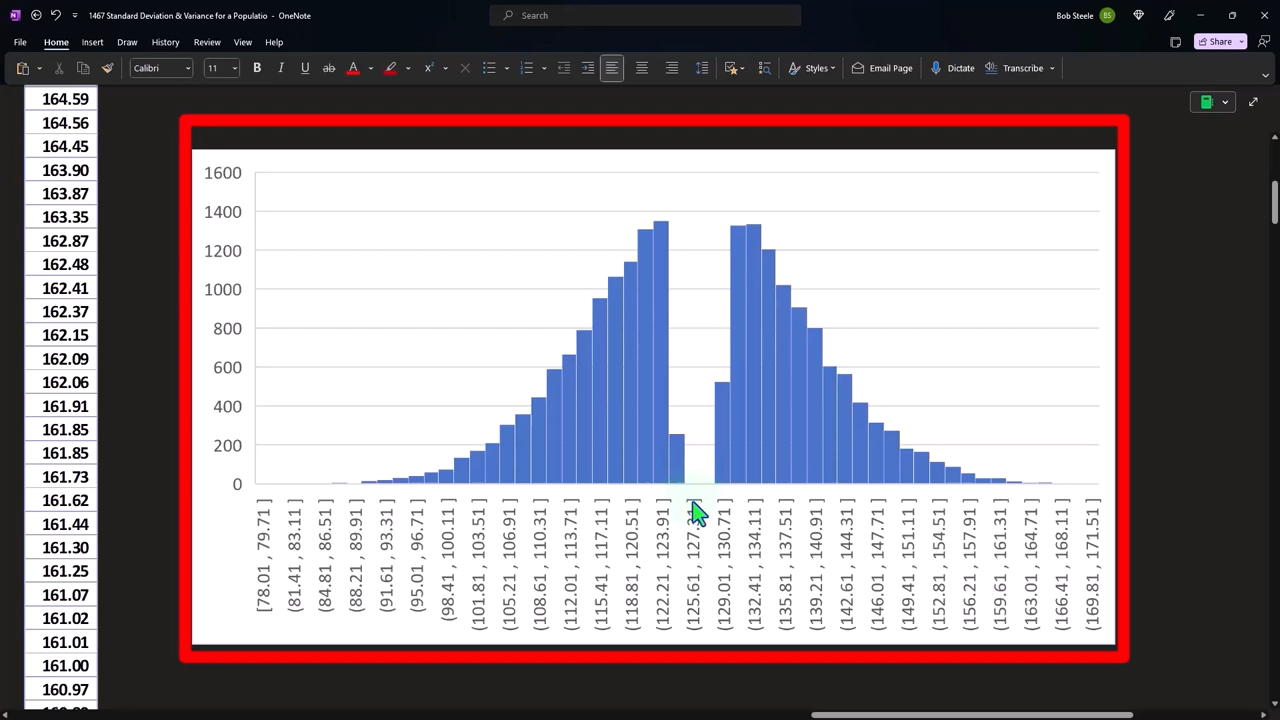 1467 Standard Deviation & Variance for a Populatio - OneNote
Search
Bob Steele
BS
File Home Insert Draw History Review View Help
Share
Calibri 11 B I U ab A x² Styles Email Page Dictate Transcribe
164.59
164.56
164.45
163.90
163.87
163.35
162.87
162.48
162.41
162.37
162.15
162.09
162.06
161.91
161.85
161.85
161.73
161.62
161.44
161.30
161.25
161.07
161.02
161.01
161.00
160.97
1600
1400
1200
1000
800
600
400
200
0
[78.01 , 79.71]
(81.41 , 83.11]
(84.81 , 86.51]
(88.21 , 89.91]
(91.61 , 93.31]
(95.01 , 96.71]
(98.41 , 100.11]
(101.81 , 103.51]
(105.21 , 106.91]
(108.61 , 110.31]
(112.01 , 113.71]
(115.41 , 117.11]
(118.81 , 120.51]
(122.21 , 123.91]
(125.61 ,
(129.01 , 130.71]
(132.41 , 134.11]
(135.81 , 137.51]
(139.21 , 140.91]
(142.61 , 144.31]
(146.01 , 147.71]
(149.41 , 151.11]
(152.81 , 154.51]
(156.21 , 157.91]
(159.61 , 161.31]
(163.01 , 164.71]
(166.41 , 168.11]
(169.81 , 171.51]